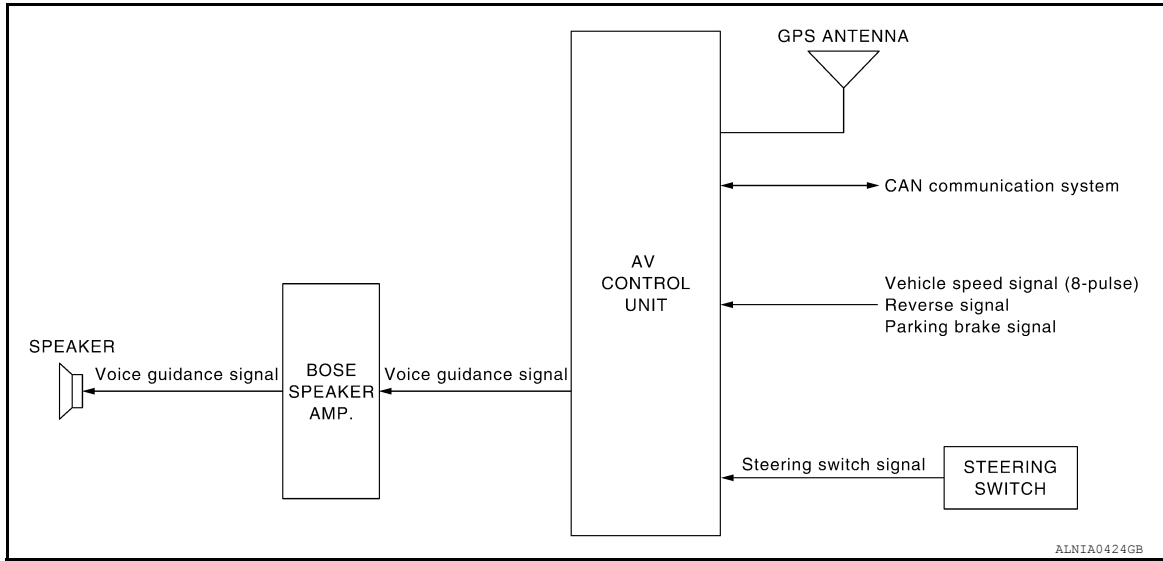 GPS ANTENNA
CAN communication system
AV
CONTROL
UNIT
Vehicle speed signal (8-pulse)
Reverse signal
Parking brake signal
SPEAKER
Voice guidance signal
BOSE
SPEAKER
AMP.
Voice guidance signal
Steering switch signal
STEERING
SWITCH
ALNIA0424GB